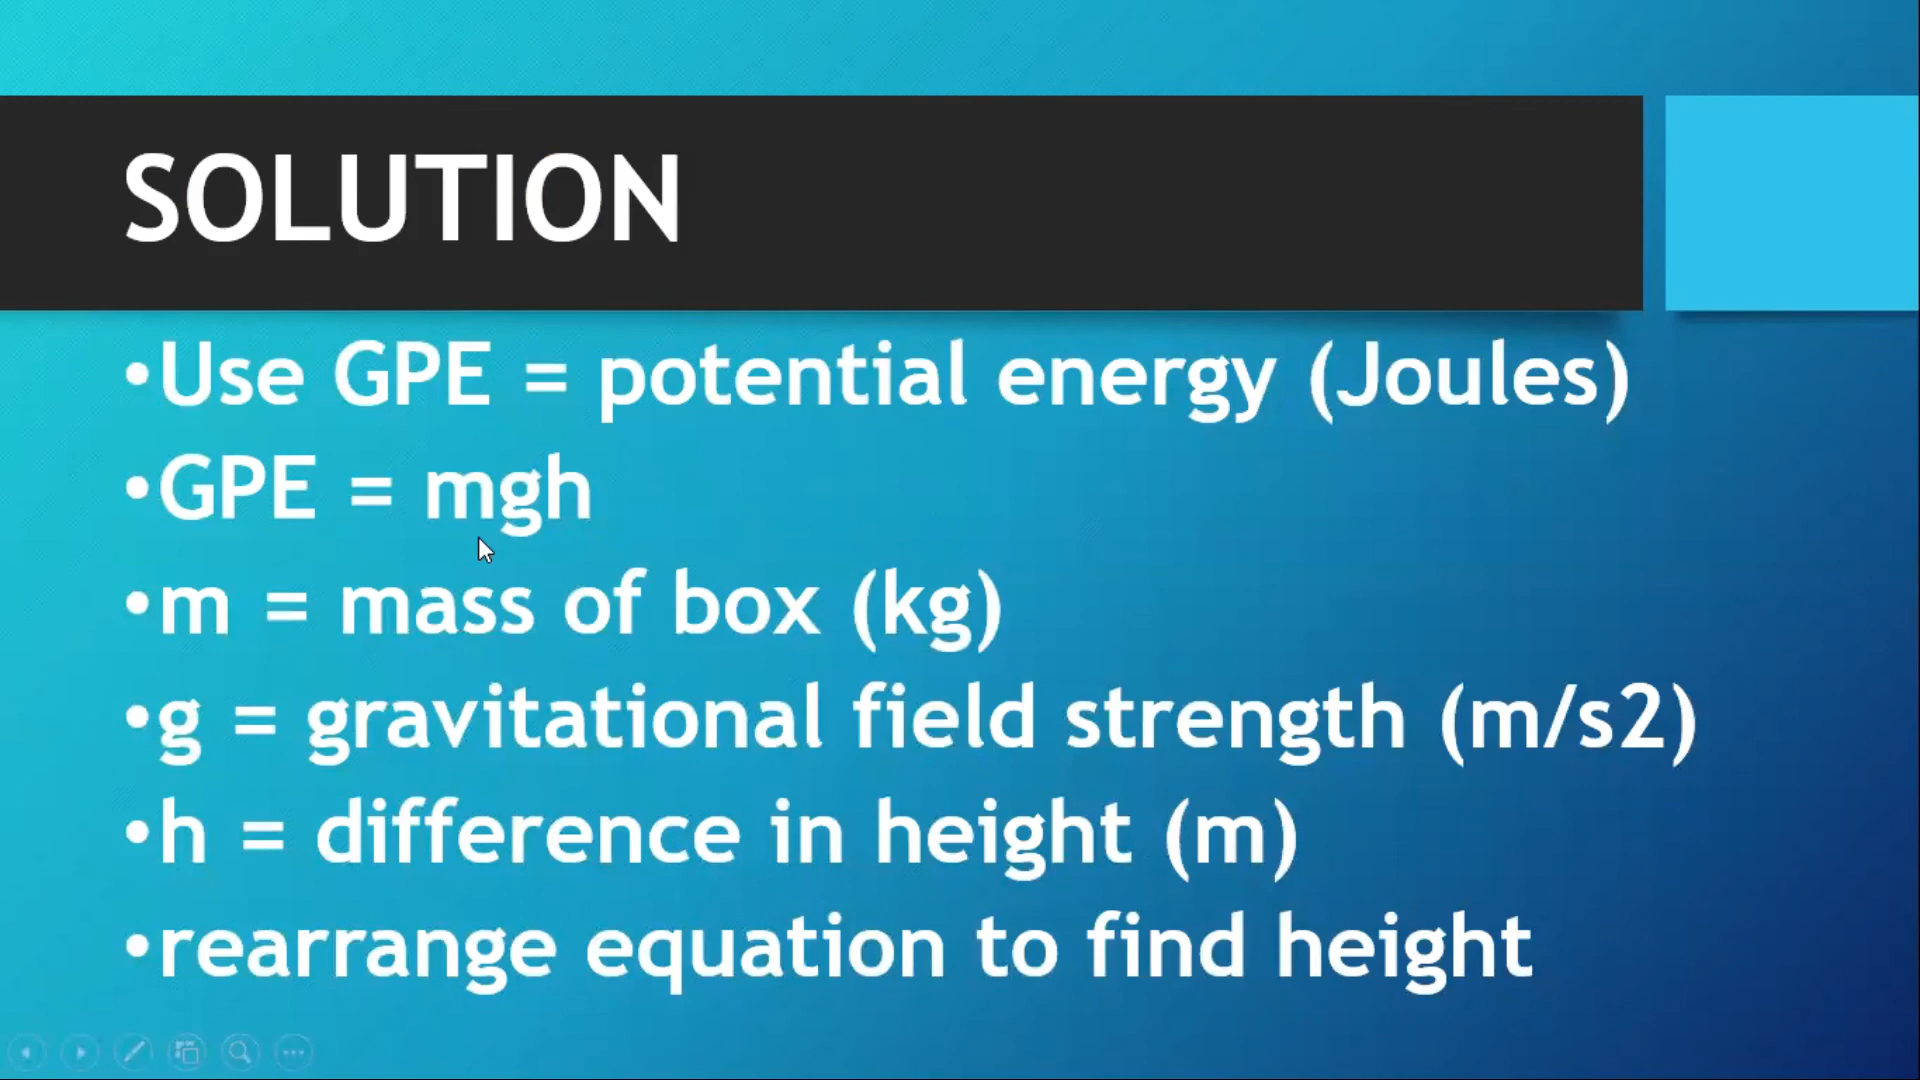 SOLUTION
•Use GPE = potential energy (Joules)
•GPE = mgh
•m = mass of box (kg)
•g = gravitational field strength (m/s2)
•h = difference in height (m)
•rearrange equation to find height